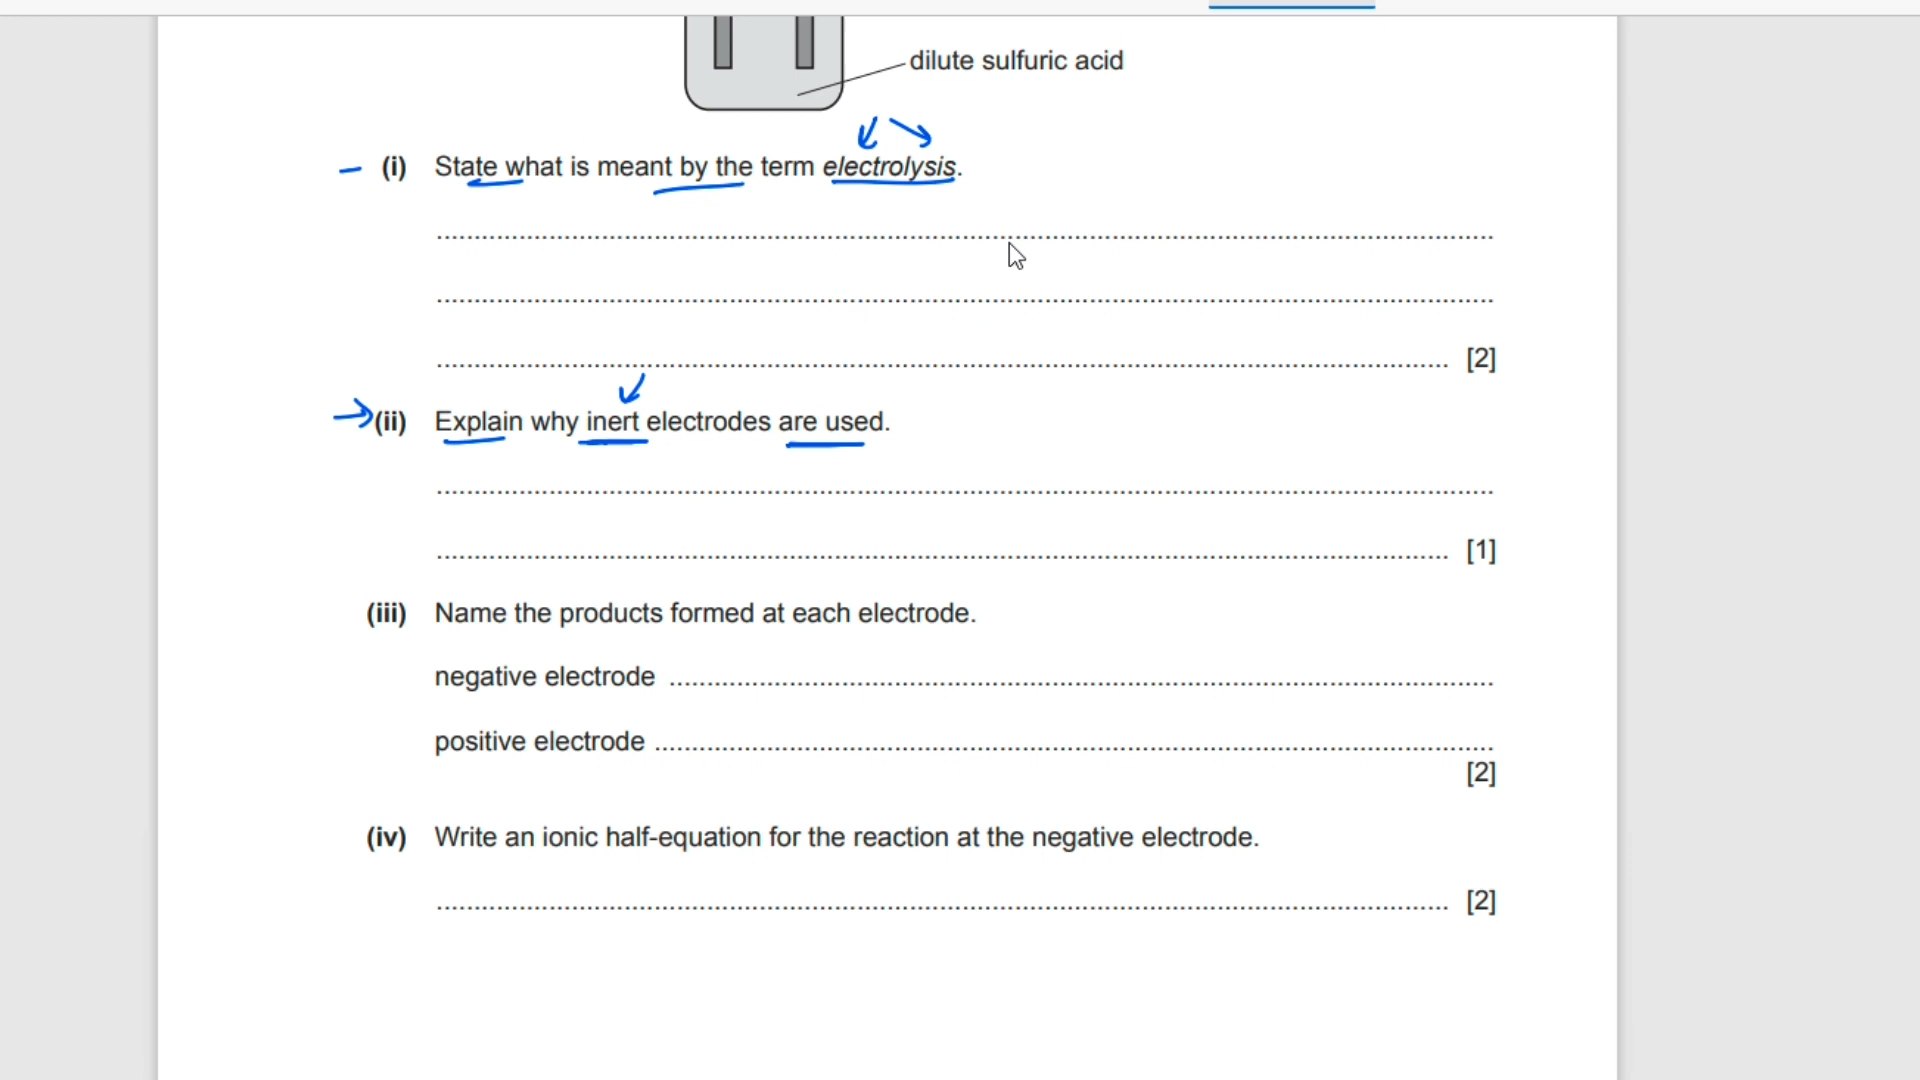 dilute sulfuric acid
(i) State what is meant by the term electrolysis.
..........
..........
.......... [2]
(ii) Explain why inert electrodes are used.
..........
.......... [1]
(iii) Name the products formed at each electrode.
negative electrode ..........
positive electrode ..........
[2]
(iv) Write an ionic half-equation for the reaction at the negative electrode.
.......... [2]